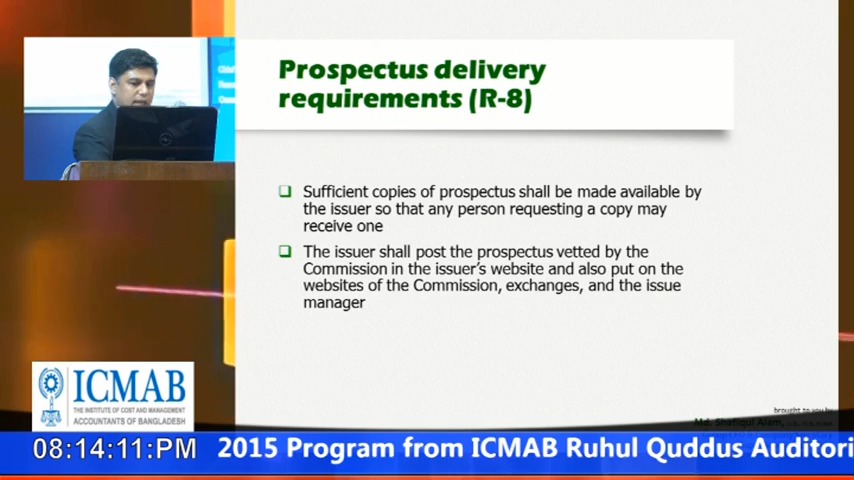 Prospectus delivery
requirements (R-8)
Sufficient copies of prospectus shall be made available by
the issuer so that any person requesting a copy may
receive one
The issuer shall post the prospectus vetted by the
Commission in the issuer's website and also put on the
websites of the Commission, exchanges, and the issue
manager
ICMAB
THE INSTITUTE OF COST AND MANAGEMENT
ACCOUNTANTS OF BANGLADESH
brought to you by
Md. Shafiqul Alam,
08:14:11:PM 2015 Program from ICMAB Ruhul Quddus Auditori